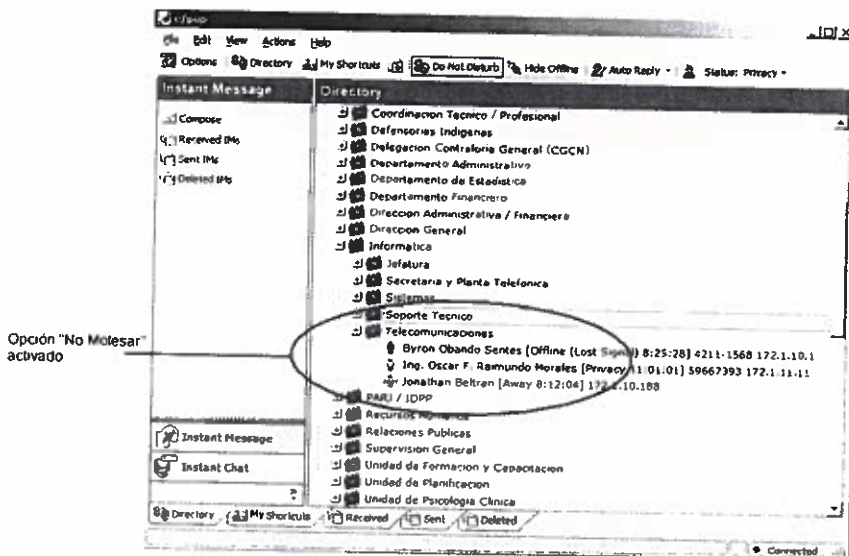 Edit View Actions Help
Options Directory My Shortcuts Do Not Disturb Hide Offline Auto Reply Status: Privacy
Instant Message
Directory
Compose
Received IMs
Sent IMs
Deleted IMs
Coordinacion Tecnico / Profesional
Defensorias Indigenas
Delegacion Contraloria General (CGCN)
Departamento Administrativo
Departamento de Estadistica
Departamento Financiero
Direccion Administrativa / Financiera
Direccion General
Informatica
Jefatura
Secretaria y Planta Telefonica
Sistemas
Soporte Tecnico
Telecomunicaciones
Byron Obando Sentes [Offline (Lost Signal) 8:25:28] 4211-1568 172.1.10.1
Ing. Oscar F. Raimundo Morales [Privacy 11:01:01] 59667393 172.1.11.11
Jonathan Beltran [Away 8:12:04] 172.1.10.188
/ IDPP
Recursos Humanos
Relaciones Publicas
Supervision General
Unidad de Formacion y Capacitacion
Unidad de Planificacion
Unidad de Psicologia Clinica
Opción "No Molesar"
activado
Instant Message
Instant Chat
Directory My Shortcuts Received Sent Deleted
Connected